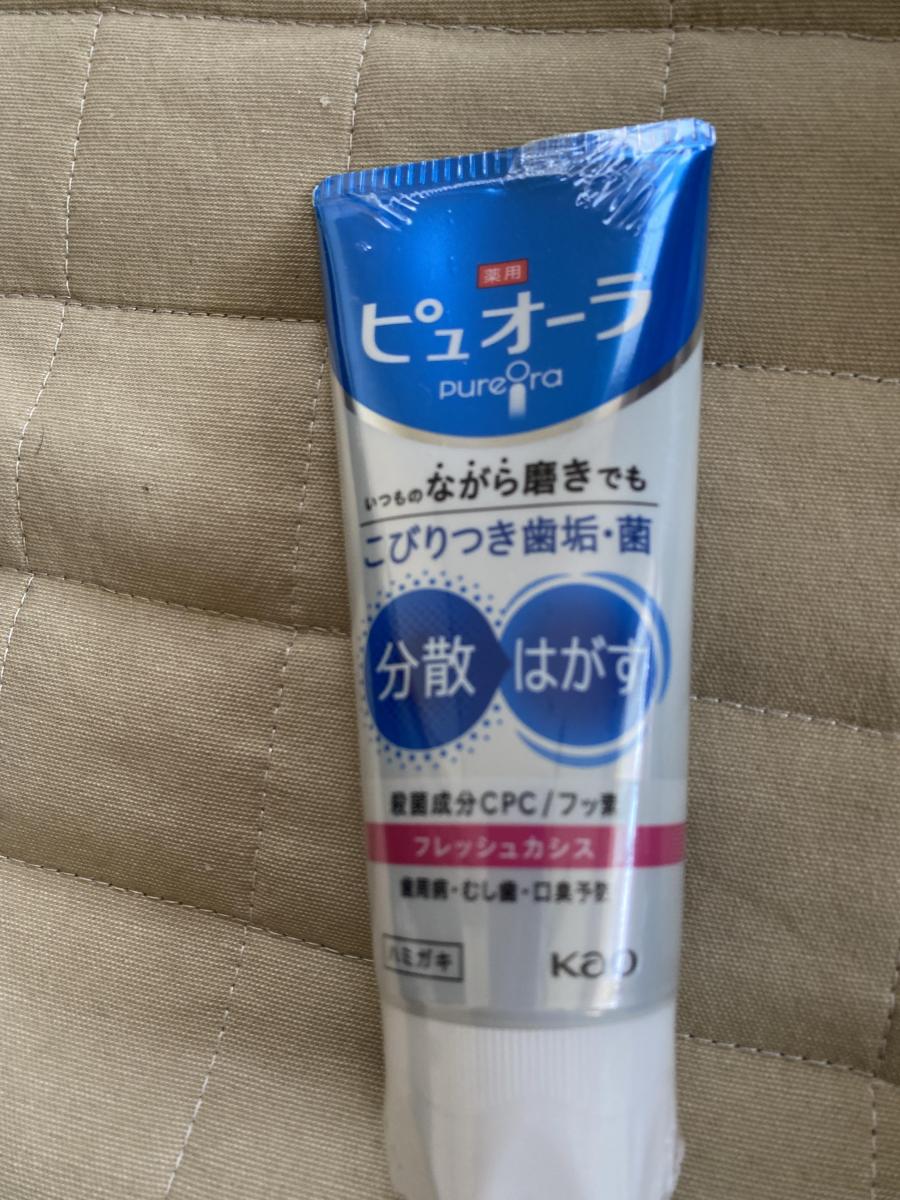 薬用
ピュオーラ
pureora
いつものながら磨きでも
こびりつき歯垢・菌
分散 はがす
殺菌成分CPC/フッ素
フレッシュカシス
歯周病・むし歯・口臭予防
ハミガキ
Kao